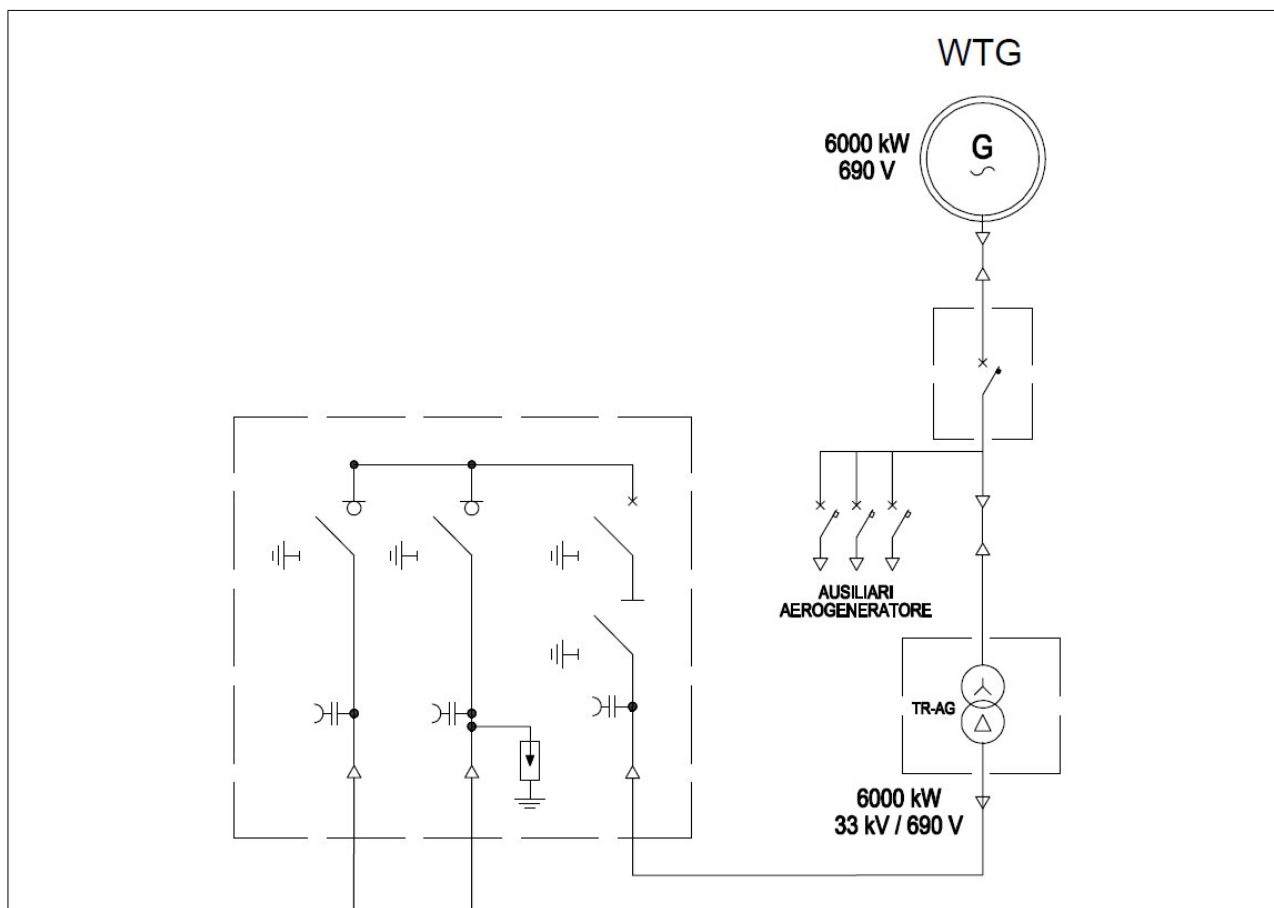 WTG
6000 kW
690 V
G
AUSILIARI
AEROGENERATORE
TR-AG
6000 kW
33 kV / 690 V